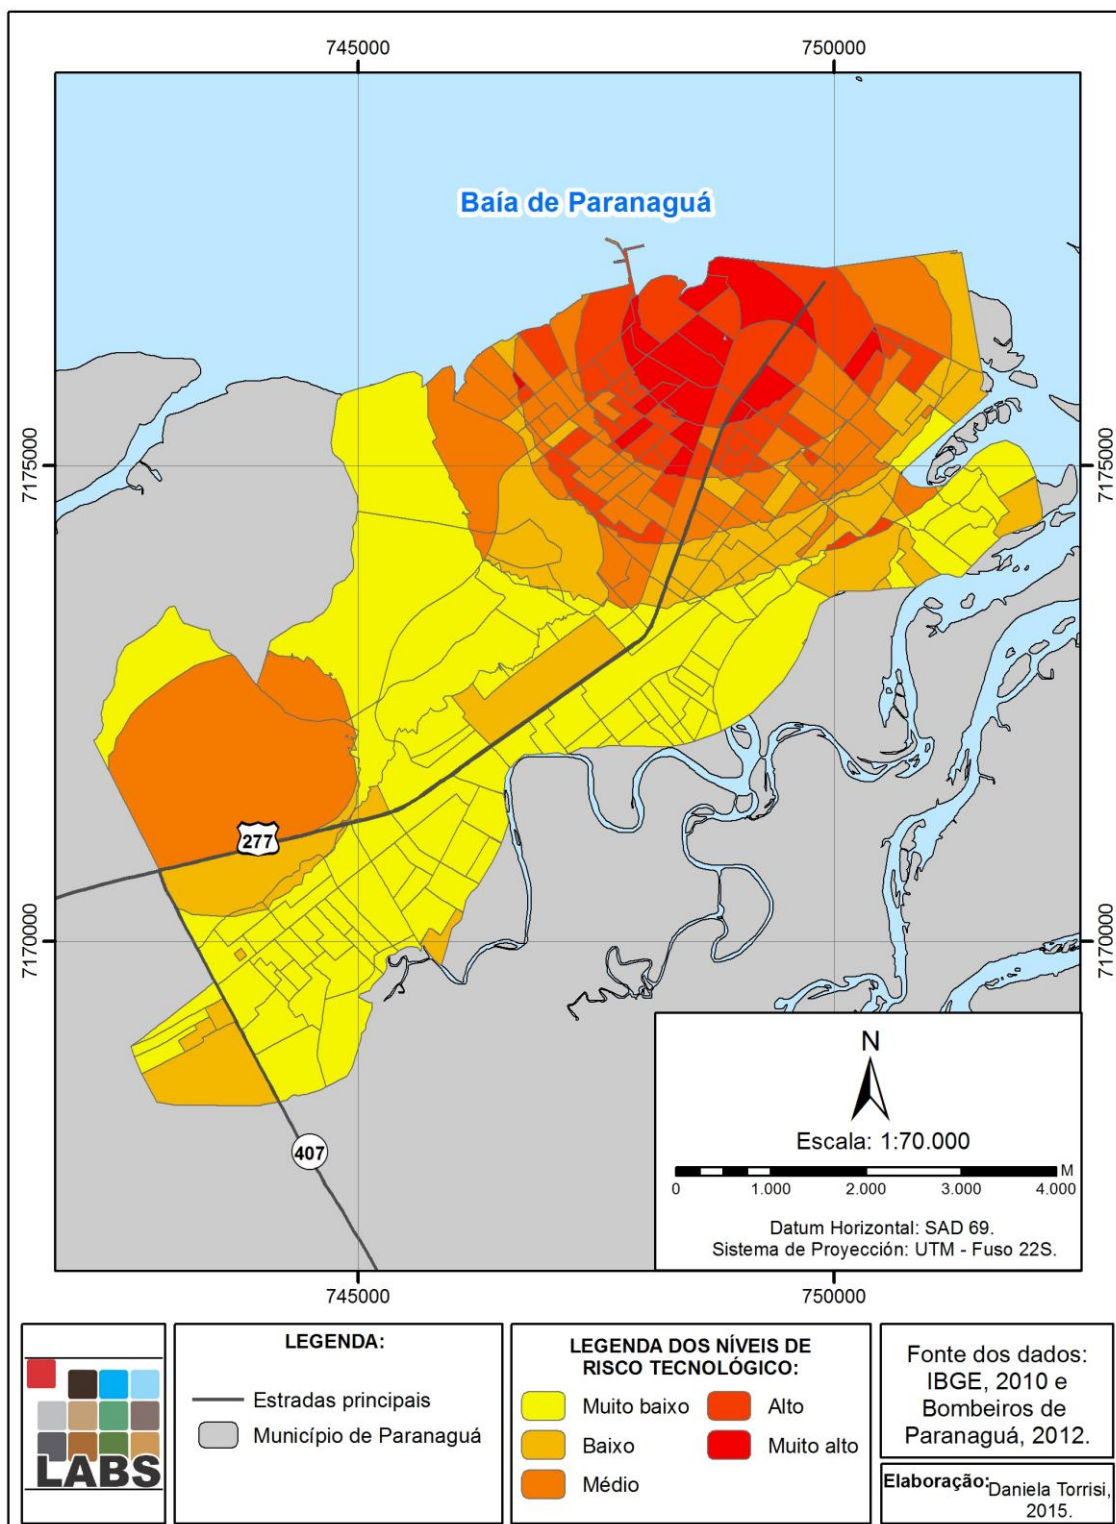 745000
750000
Baía de Paranaguá
7175000
7175000
277
7170000
7170000
407
N
Escala: 1:70.000
M
0
1.000
2.000
3.000
4.000
Datum Horizontal: SAD 69.
Sistema de Proyección: UTM - Fuso 22S.
745000
750000
LABS
LEGENDA:
Estradas principais
Município de Paranaguá
LEGENDA DOS NÍVEIS DE
RISCO TECNOLÓGICO:
Muito baixo
Alto
Baixo
Muito alto
Médio
Fonte dos dados:
IBGE, 2010 e
Bombeiros de
Paranaguá, 2012.
Elaboração: Daniela Torrisi,
2015.